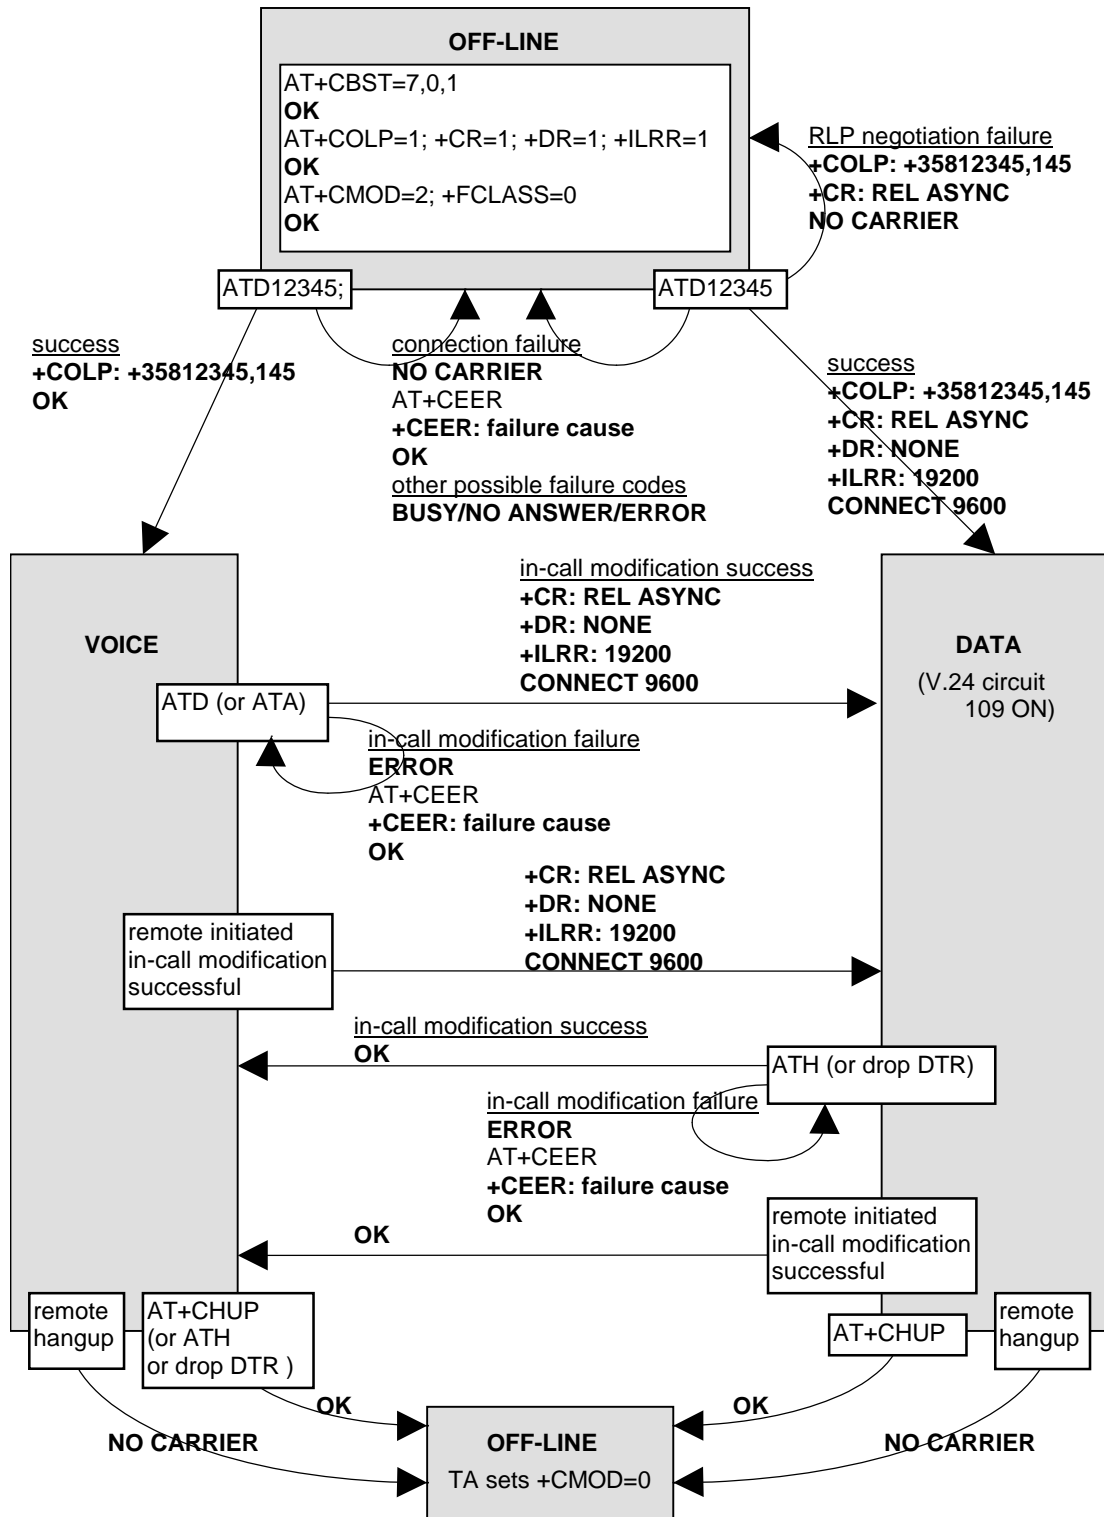 OFF-LINE
AT+CBST=7,0,1
OK
AT+COLP=1; +CR=1; +DR=1; +ILRR=1
OK
AT+CMOD=2; +FCLASS=0
OK
RLP negotiation failure
+COLP: +35812345,145
+CR: REL ASYNC
NO CARRIER
ATD12345;
ATD12345
success
+COLP: +35812345,145
OK
connection failure
NO CARRIER
AT+CEER
+CEER: failure cause
OK
other possible failure codes
BUSY/NO ANSWER/ERROR
success
+COLP: +35812345,145
+CR: REL ASYNC
+DR: NONE
+ILRR: 19200
CONNECT 9600
VOICE
in-call modification success
+CR: REL ASYNC
+DR: NONE
+ILRR: 19200
CONNECT 9600
DATA
(V.24 circuit
109 ON)
ATD (or ATA)
in-call modification failure
ERROR
AT+CEER
+CEER: failure cause
OK
+CR: REL ASYNC
+DR: NONE
+ILRR: 19200
CONNECT 9600
remote initiated
in-call modification
successful
in-call modification success
OK
ATH (or drop DTR)
in-call modification failure
ERROR
AT+CEER
+CEER: failure cause
OK
remote initiated
in-call modification
successful
OK
remote
hangup
AT+CHUP
(or ATH
or drop DTR )
AT+CHUP
remote
hangup
OK
NO CARRIER
OK
NO CARRIER
OFF-LINE
TA sets +CMOD=0